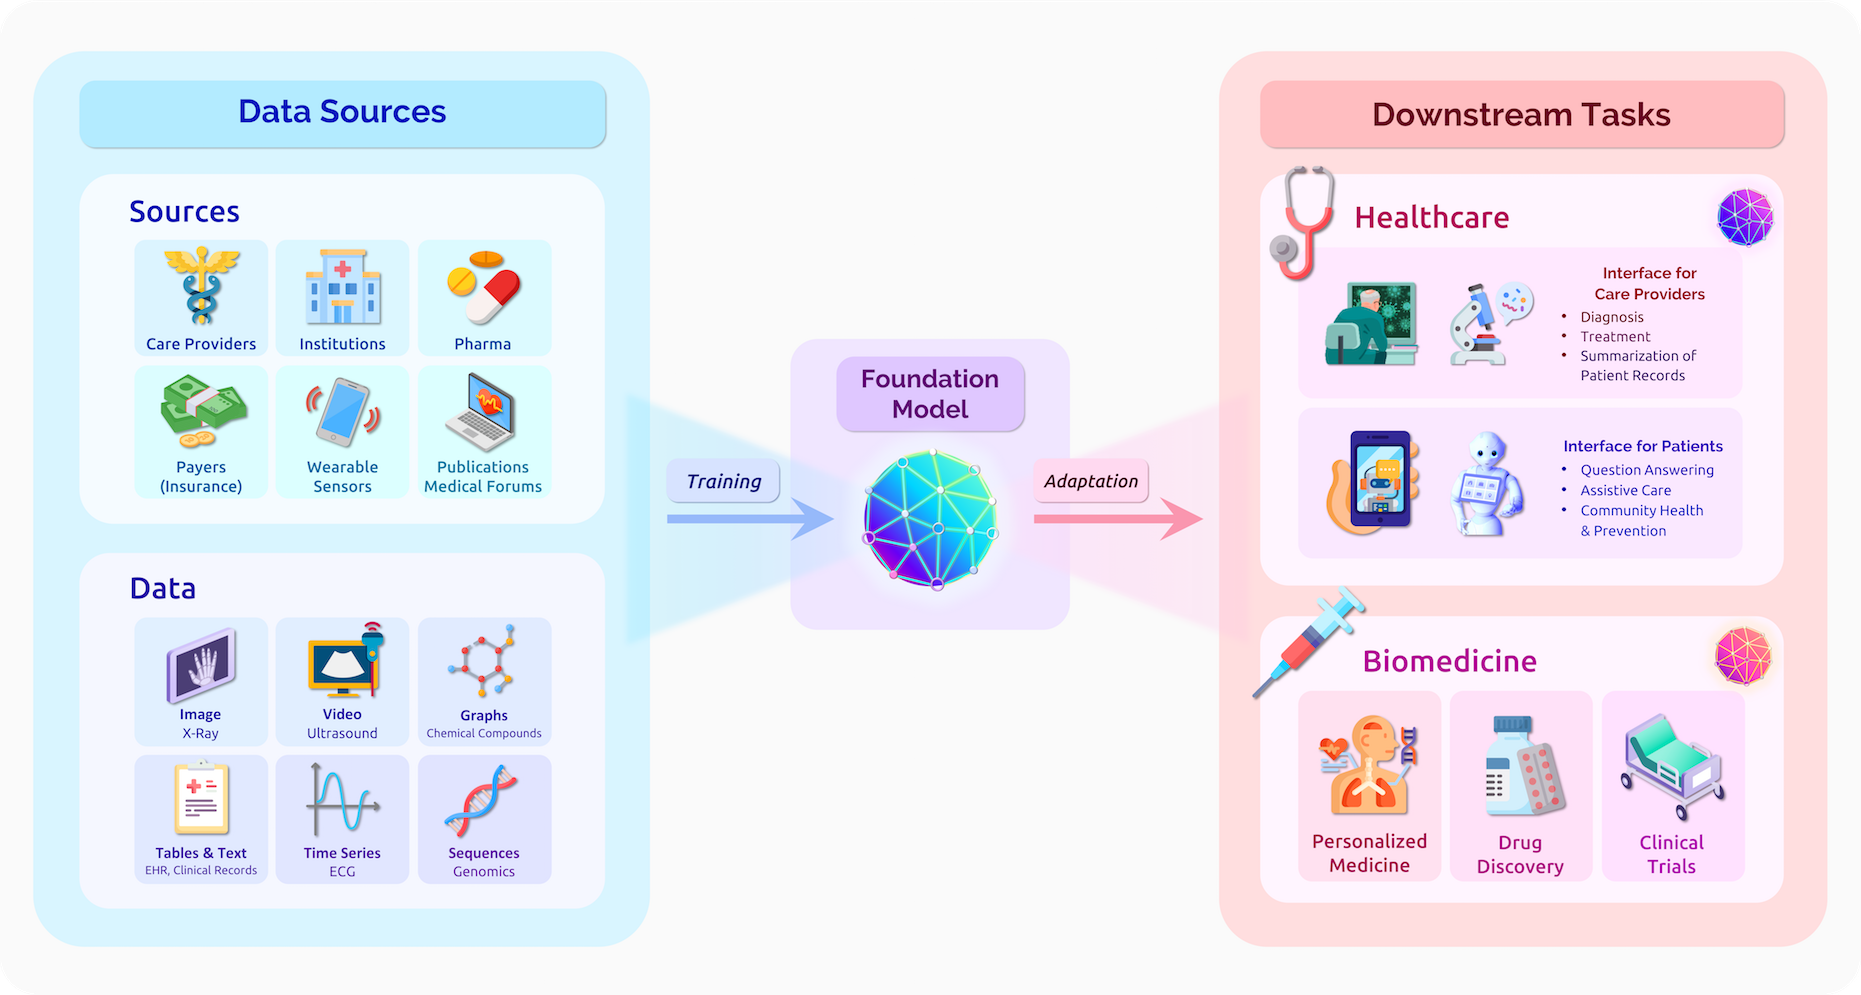 Data Sources
Sources
Care Providers
Institutions
Pharma
Payers
(Insurance)
Wearable
Sensors
Publications
Medical Forums
Data
Image
X-Ray
Video
Ultrasound
Graphs
Chemical Compounds
Tables & Text
EHR, Clinical Records
Time Series
ECG
Sequences
Genomics
Training
Foundation
Model
Adaptation
Downstream Tasks
Healthcare
Interface for
Care Providers
• Diagnosis
• Treatment
• Summarization of
Patient Records
Interface for Patients
• Question Answering
• Assistive Care
• Community Health
& Prevention
Biomedicine
Personalized
Medicine
Drug
Discovery
Clinical
Trials